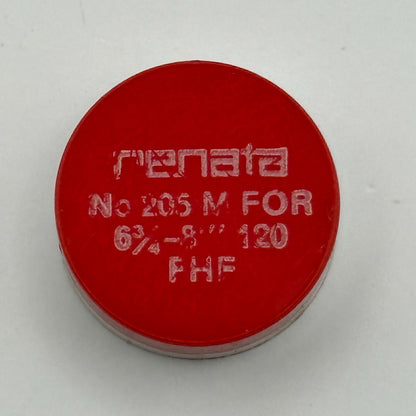 renata
No 205 M FOR
6¾-8''' 120
FHF